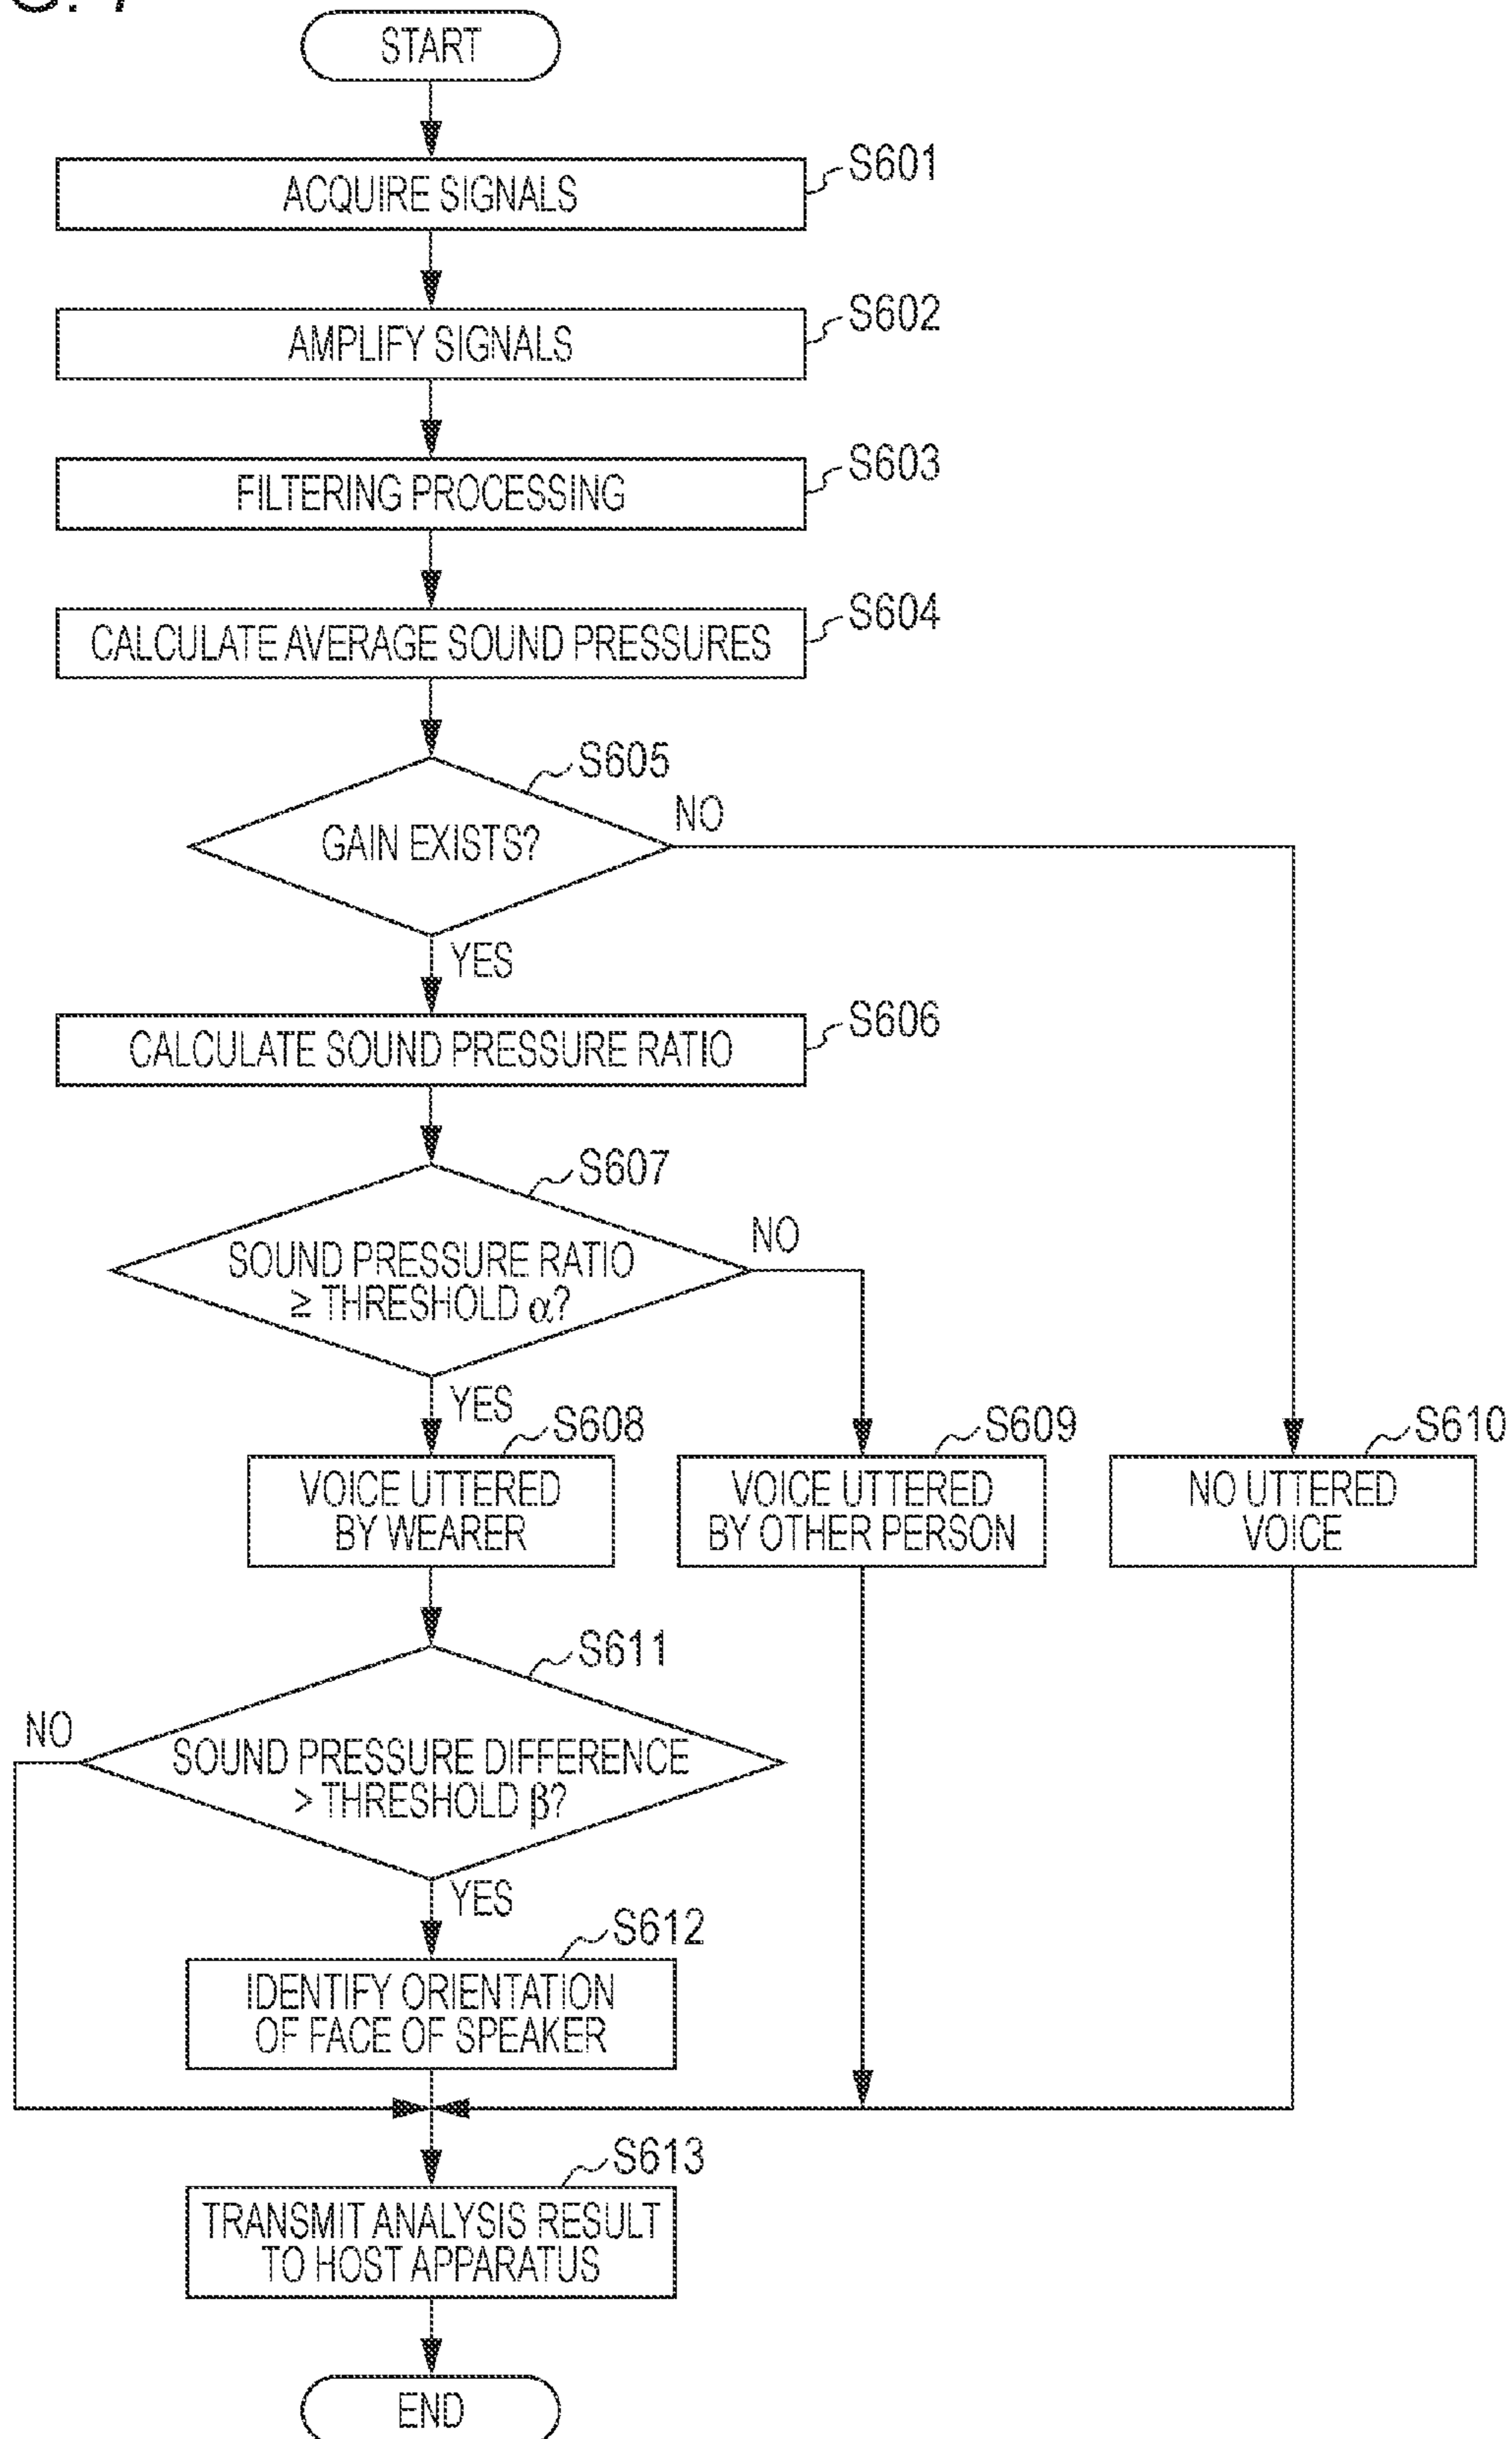 START
ACQUIRE SIGNALS
S601
AMPLIFY SIGNALS
S602
FILTERING PROCESSING
S603
CALCULATE AVERAGE SOUND PRESSURES
S604
S605
GAIN EXISTS?
NO
YES
CALCULATE SOUND PRESSURE RATIO
S606
S607
SOUND PRESSURE RATIO
≥ THRESHOLD α?
NO
YES
S608
VOICE UTTERED
BY WEARER
S609
VOICE UTTERED
BY OTHER PERSON
S610
NO UTTERED
VOICE
S611
NO
SOUND PRESSURE DIFFERENCE
> THRESHOLD β?
YES
S612
IDENTIFY ORIENTATION
OF FACE OF SPEAKER
S613
TRANSMIT ANALYSIS RESULT
TO HOST APPARATUS
END